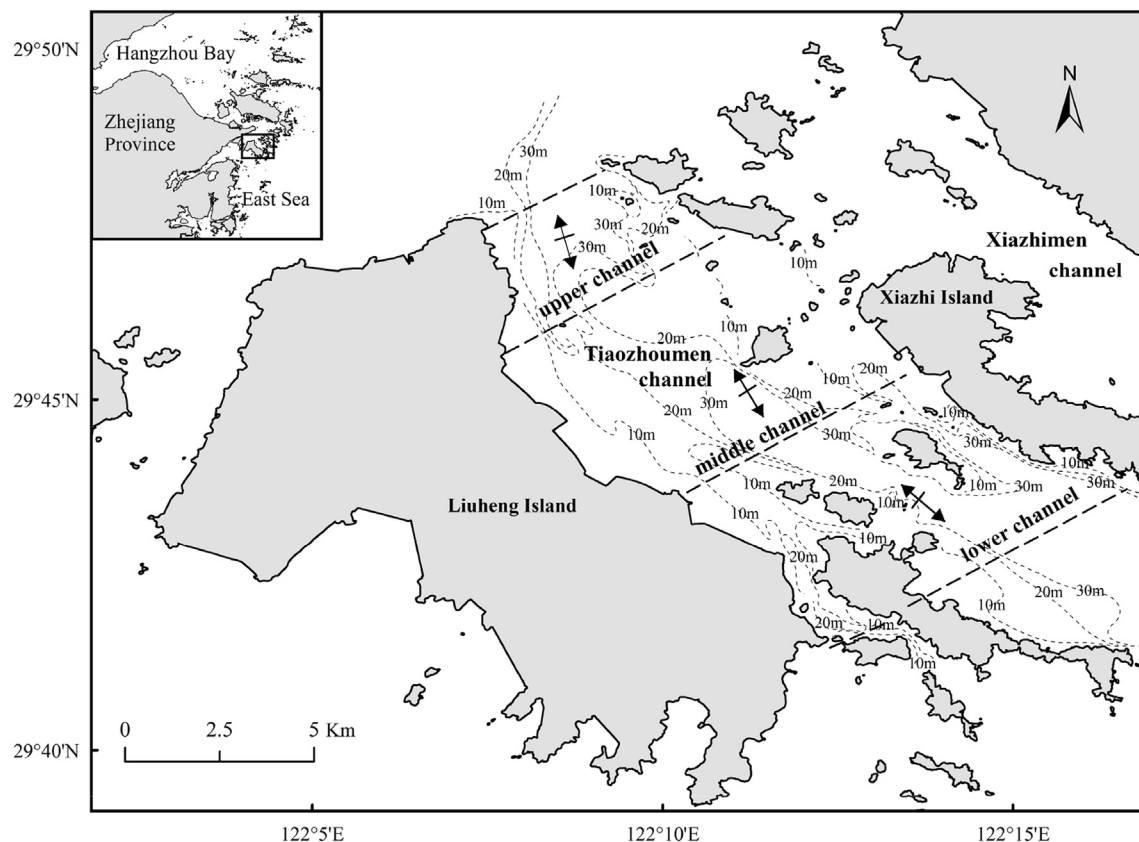 29°50'N
Hangzhou Bay
Zhejiang
Province
East Sea
N
30m
20m
10m
10m
30m
20m
30m
upper channel
10m
Xiazhimen
channel
Xiazhi Island
10m
20m
Tiaozhoumen
channel
29°45'N
20m
10m
20m
30m
20m
10m
10m
middle channel
30m
30m
10m
30m
10m
20m
10m
30m
10m
10m
10m
lower channel
Liuheng Island
20m
10m
20m
30m
20m
10m
10m
29°40'N
0 2.5 5 Km
122°5'E 122°10'E 122°15'E